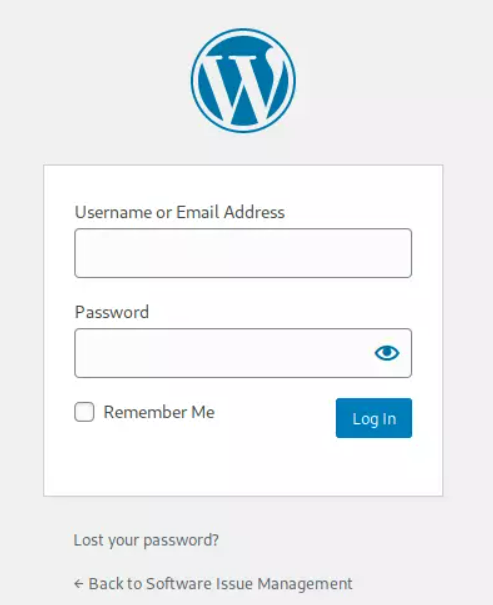 Username or Email Address
Password
Remember Me
Log In
Lost your password?
← Back to Software Issue Management